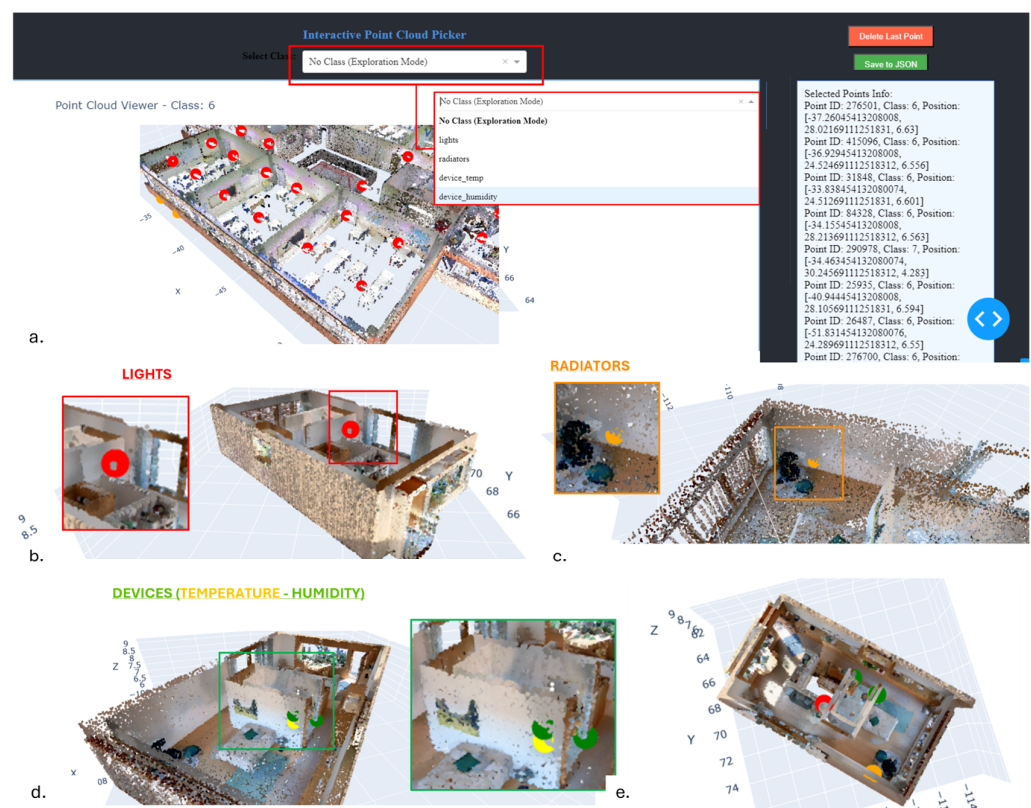 Interactive Point Cloud Picker
Select Class:
No Class (Exploration Mode)
Delete Last Point
Save to JSON
Point Cloud Viewer - Class: 6
No Class (Exploration Mode)
No Class (Exploration Mode)
lights
radiators
device_temp
device_humidity
Selected Points Info:
Point ID: 276501, Class: 6, Position:
[-37.26045413208008,
28.02169111251831, 6.63]
Point ID: 415096, Class: 6, Position:
[-36.92945413208008,
24.524691112518312, 6.556]
Point ID: 31848, Class: 6, Position:
[-33.838454132080074,
24.51269111251831, 6.601]
Point ID: 84328, Class: 6, Position:
[-34.15545413208008,
28.213691112518312, 6.563]
Point ID: 290978, Class: 7, Position:
[-34.463454132080074,
30.245691112518312, 4.283]
Point ID: 25935, Class: 6, Position:
[-40.94445413208008,
28.10569111251831, 6.594]
Point ID: 26487, Class: 6, Position:
[-51.831454132080076,
24.289691112518312, 6.55]
Point ID: 276700, Class: 6, Position:
−35
−40
−45
X
Y
66
64
a.
LIGHTS
70
Y
68
66
9
8.5
b.
RADIATORS
−112
−110
c.
DEVICES (TEMPERATURE - HUMIDITY)
9
8.5
8
Z
7.5
7
6.5
6
X
80
d.
Z
9
8
7
62
64
66
68
Y
70
72
74
−114
e.